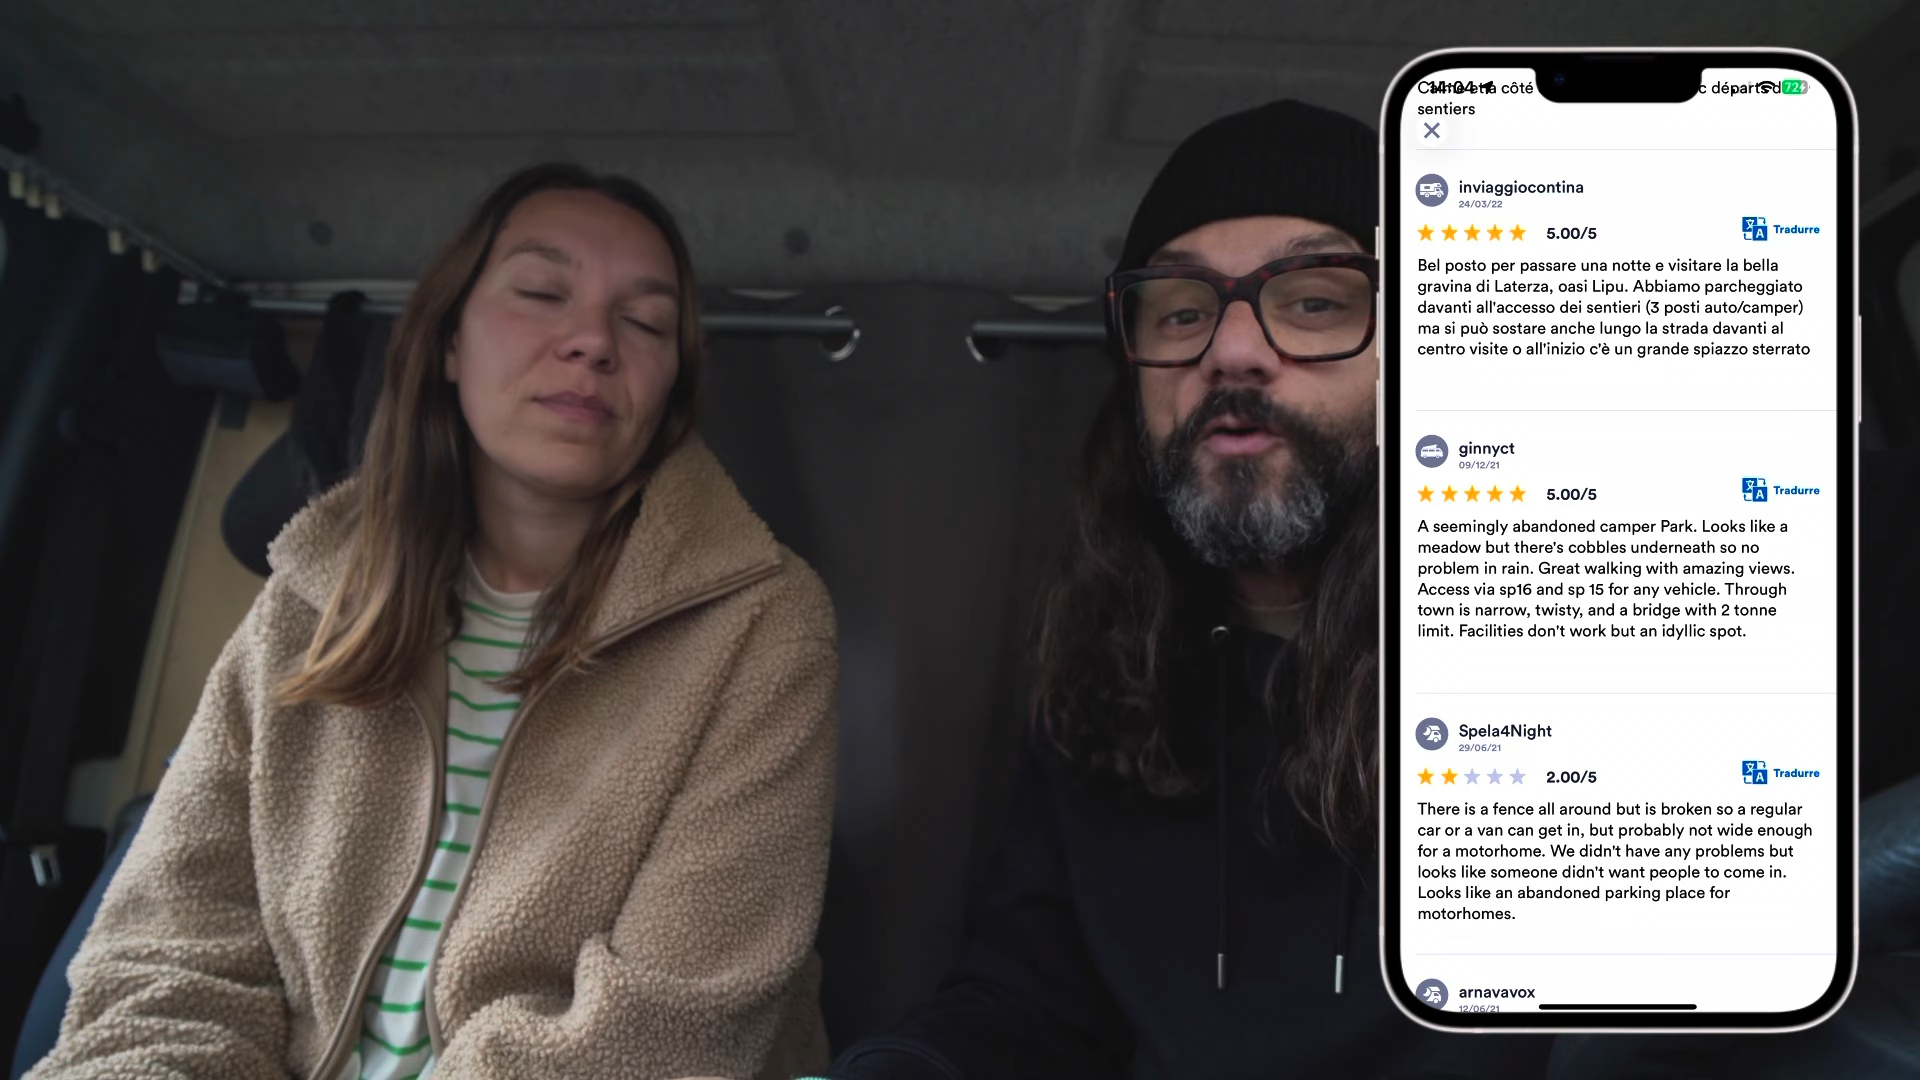 14:04
72
côté
c départs d
sentiers
inviaggiocontina
24/03/22
5.00/5
Tradurre
Bel posto per passare una notte e visitare la bella
gravina di Laterza, oasi Lipu. Abbiamo parcheggiato
davanti all'accesso dei sentieri (3 posti auto/camper)
ma si può sostare anche lungo la strada davanti al
centro visite o all'inizio c'è un grande spiazzo sterrato
ginnyct
09/12/21
5.00/5
Tradurre
A seemingly abandoned camper Park. Looks like a
meadow but there's cobbles underneath so no
problem in rain. Great walking with amazing views.
Access via sp16 and sp 15 for any vehicle. Through
town is narrow, twisty, and a bridge with 2 tonne
limit. Facilities don't work but an idyllic spot.
Spela4Night
29/06/21
2.00/5
Tradurre
There is a fence all around but is broken so a regular
car or a van can get in, but probably not wide enough
for a motorhome. We didn't have any problems but
looks like someone didn't want people to come in.
Looks like an abandoned parking place for
motorhomes.
arnavavox
12/06/21